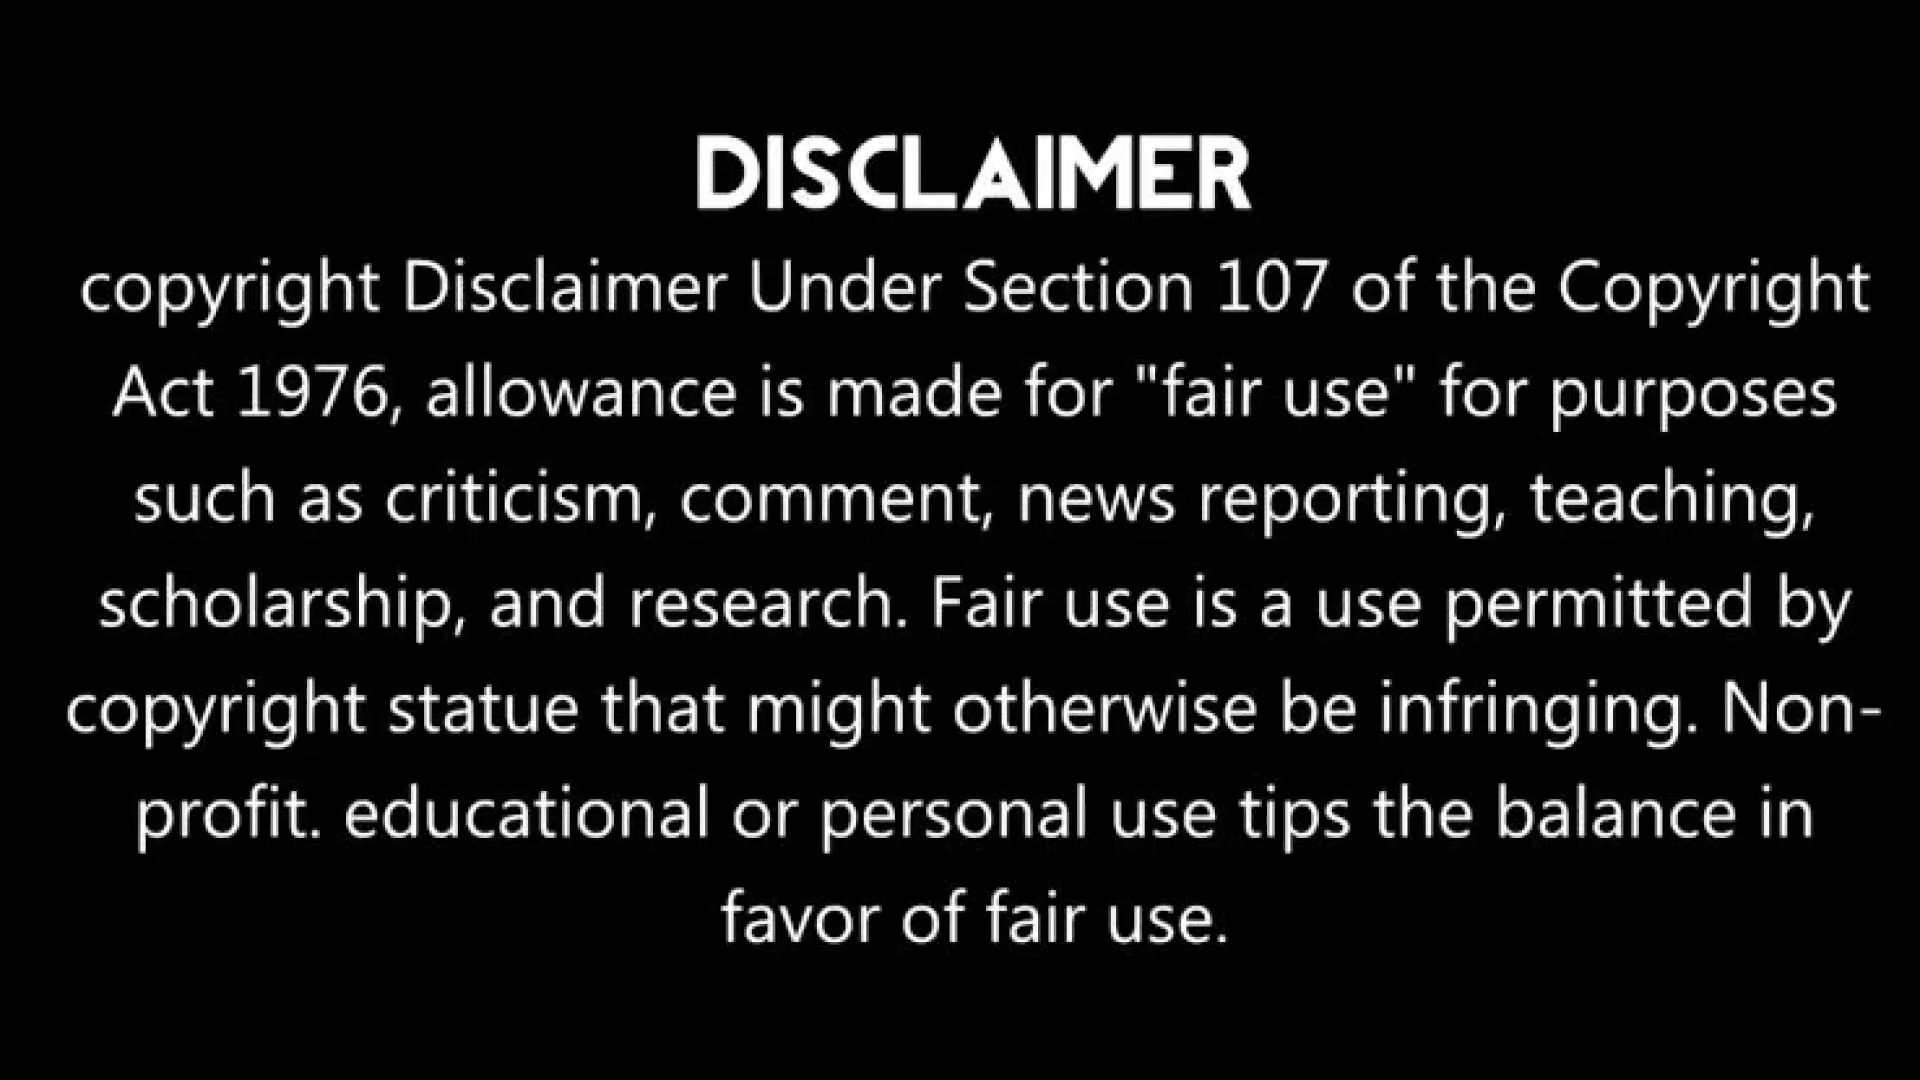 DISCLAIMER
copyright Disclaimer Under Section 107 of the Copyright
Act 1976, allowance is made for "fair use" for purposes
such as criticism, comment, news reporting, teaching,
scholarship, and research. Fair use is a use permitted by
copyright statue that might otherwise be infringing. Non-
profit. educational or personal use tips the balance in
favor of fair use.